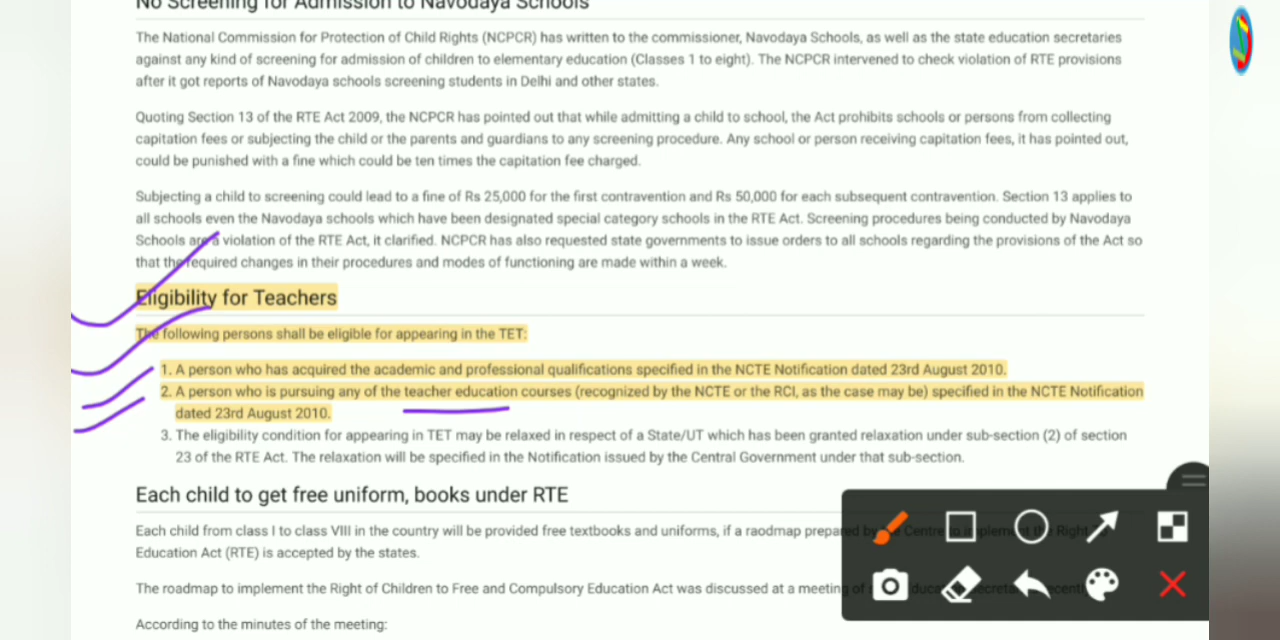 No Screening for Admission to Navodaya Schools
The National Commission for Protection of Child Rights (NCPCR) has written to the commissioner, Navodaya Schools, as well as the state education secretaries
against any kind of screening for admission of children to elementary education (Classes 1 to eight). The NCPCR intervened to check violation of RTE provisions
after it got reports of Navodaya schools screening students in Delhi and other states.
Quoting Section 13 of the RTE Act 2009, the NCPCR has pointed out that while admitting a child to school, the Act prohibits schools or persons from collecting
capitation fees or subjecting the child or the parents and guardians to any screening procedure. Any school or person receiving capitation fees, it has pointed out,
could be punished with a fine which could be ten times the capitation fee charged.
Subjecting a child to screening could lead to a fine of Rs 25,000 for the first contravention and Rs 50,000 for each subsequent contravention. Section 13 applies to
all schools even the Navodaya schools which have been designated special category schools in the RTE Act. Screening procedures being conducted by Navodaya
Schools are a violation of the RTE Act, it clarified. NCPCR has also requested state governments to issue orders to all schools regarding the provisions of the Act so
that the required changes in their procedures and modes of functioning are made within a week.
Eligibility for Teachers
The following persons shall be eligible for appearing in the TET:
1. A person who has acquired the academic and professional qualifications specified in the NCTE Notification dated 23rd August 2010.
2. A person who is pursuing any of the teacher education courses (recognized by the NCTE or the RCI, as the case may be) specified in the NCTE Notification
dated 23rd August 2010.
3. The eligibility condition for appearing in TET may be relaxed in respect of a State/UT which has been granted relaxation under sub-section (2) of section
23 of the RTE Act. The relaxation will be specified in the Notification issued by the Central Government under that sub-section.
Each child to get free uniform, books under RTE
Each child from class I to class VIII in the country will be provided free textbooks and uniforms, if a raodmap prepared by the Centre to implement the Right to
Education Act (RTE) is accepted by the states.
The roadmap to implement the Right of Children to Free and Compulsory Education Act was discussed at a meeting of
According to the minutes of the meeting: